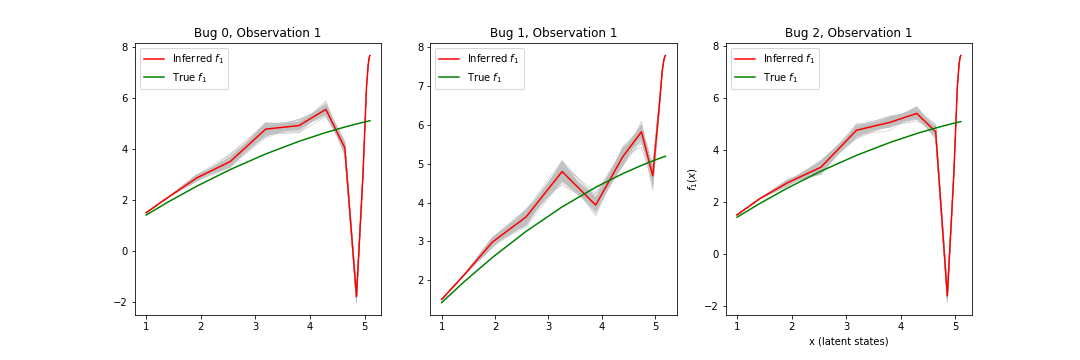 Bug 0, Observation 1
Inferred f₁
True f₁
8
6
4
2
0
−2
1 2 3 4 5
Bug 1, Observation 1
Inferred f₁
True f₁
8
7
6
5
4
3
2
1 2 3 4 5
Bug 2, Observation 1
Inferred f₁
True f₁
f₁(x)
8
6
4
2
0
−2
1 2 3 4 5
x (latent states)